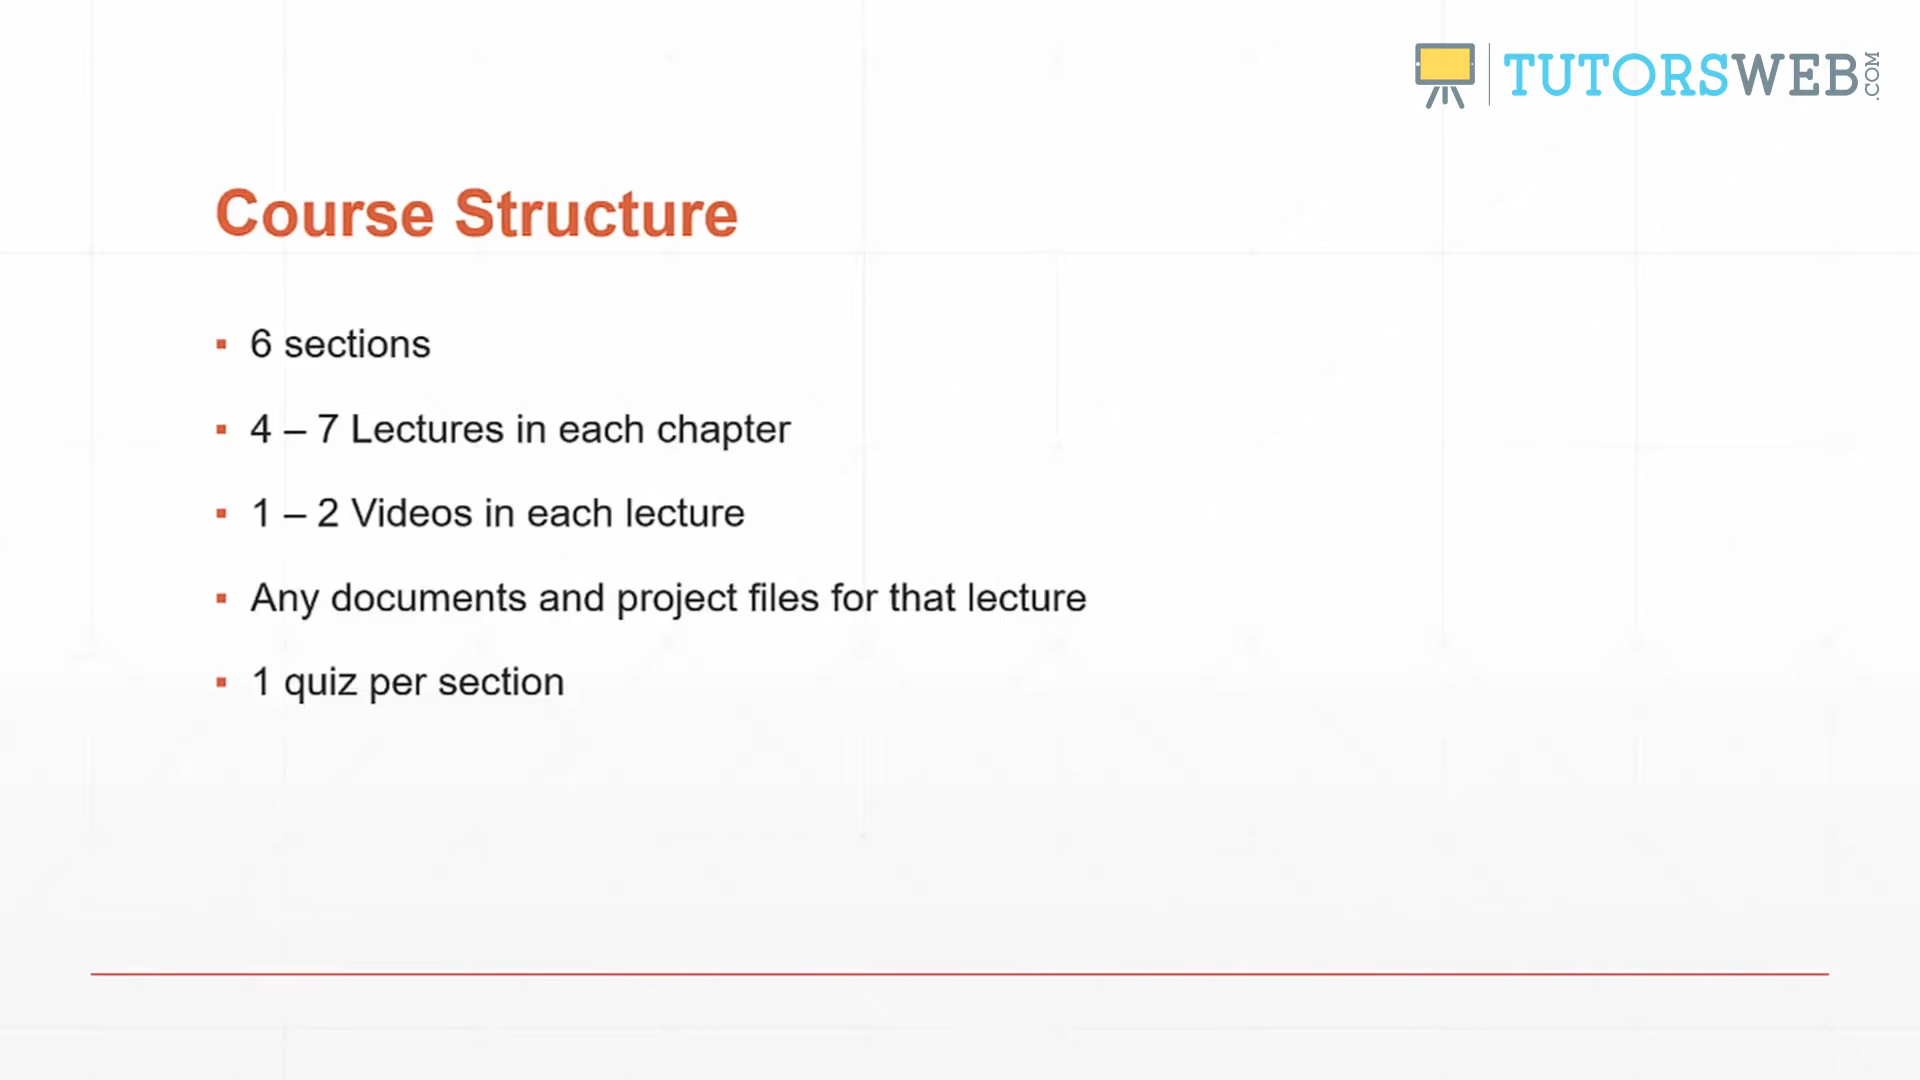 TUTORSWEB.COM
Course Structure
▪ 6 sections
▪ 4 – 7 Lectures in each chapter
▪ 1 – 2 Videos in each lecture
▪ Any documents and project files for that lecture
▪ 1 quiz per section